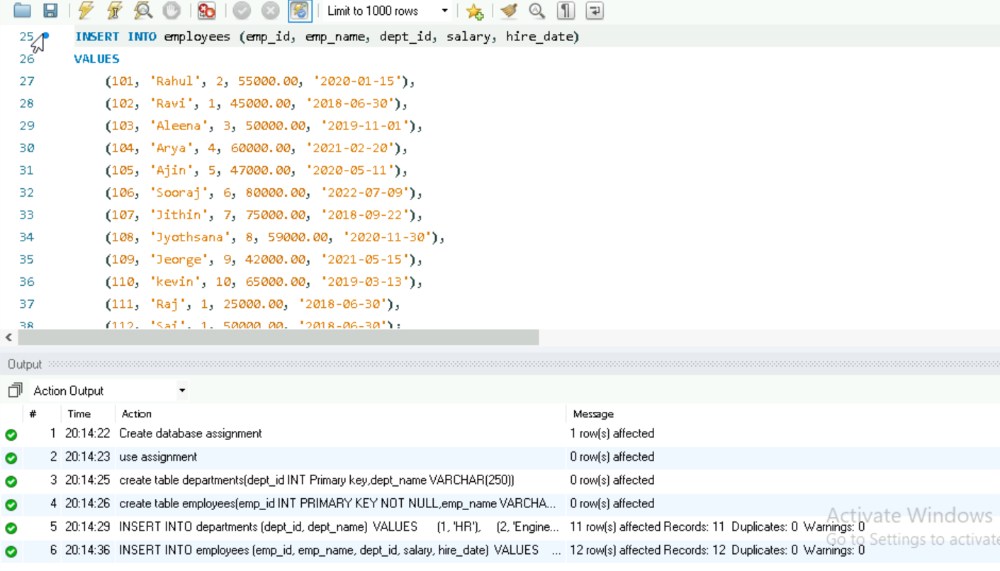 Limit to 1000 rows
25 INSERT INTO employees (emp_id, emp_name, dept_id, salary, hire_date)
26 VALUES
27 (101, 'Rahul', 2, 55000.00, '2020-01-15'),
28 (102, 'Ravi', 1, 45000.00, '2018-06-30'),
29 (103, 'Aleena', 3, 50000.00, '2019-11-01'),
30 (104, 'Arya', 4, 60000.00, '2021-02-20'),
31 (105, 'Ajin', 5, 47000.00, '2020-05-11'),
32 (106, 'Sooraj', 6, 80000.00, '2022-07-09'),
33 (107, 'Jithin', 7, 75000.00, '2018-09-22'),
34 (108, 'Jyothsana', 8, 59000.00, '2020-11-30'),
35 (109, 'Jeorge', 9, 42000.00, '2021-05-15'),
36 (110, 'kevin', 10, 65000.00, '2019-03-13'),
37 (111, 'Raj', 1, 25000.00, '2018-06-30'),
38 (112, 'Sai', 1, 50000.00, '2018-06-30');
Output
Action Output
# Time Action Message
1 20:14:22 Create database assignment 1 row(s) affected
2 20:14:23 use assignment 0 row(s) affected
3 20:14:25 create table departments(dept_id INT Primary key,dept_name VARCHAR(250)) 0 row(s) affected
4 20:14:26 create table employees(emp_id INT PRIMARY KEY NOT NULL,emp_name VARCHA... 0 row(s) affected
Activate Windows
5 20:14:29 INSERT INTO departments (dept_id, dept_name) VALUES (1, 'HR'), (2, 'Engine... 11 row(s) affected Records: 11 Duplicates: 0 Warnings: 0
Go to Settings to activate
6 20:14:36 INSERT INTO employees (emp_id, emp_name, dept_id, salary, hire_date) VALUES ... 12 row(s) affected Records: 12 Duplicates: 0 Warnings: 0